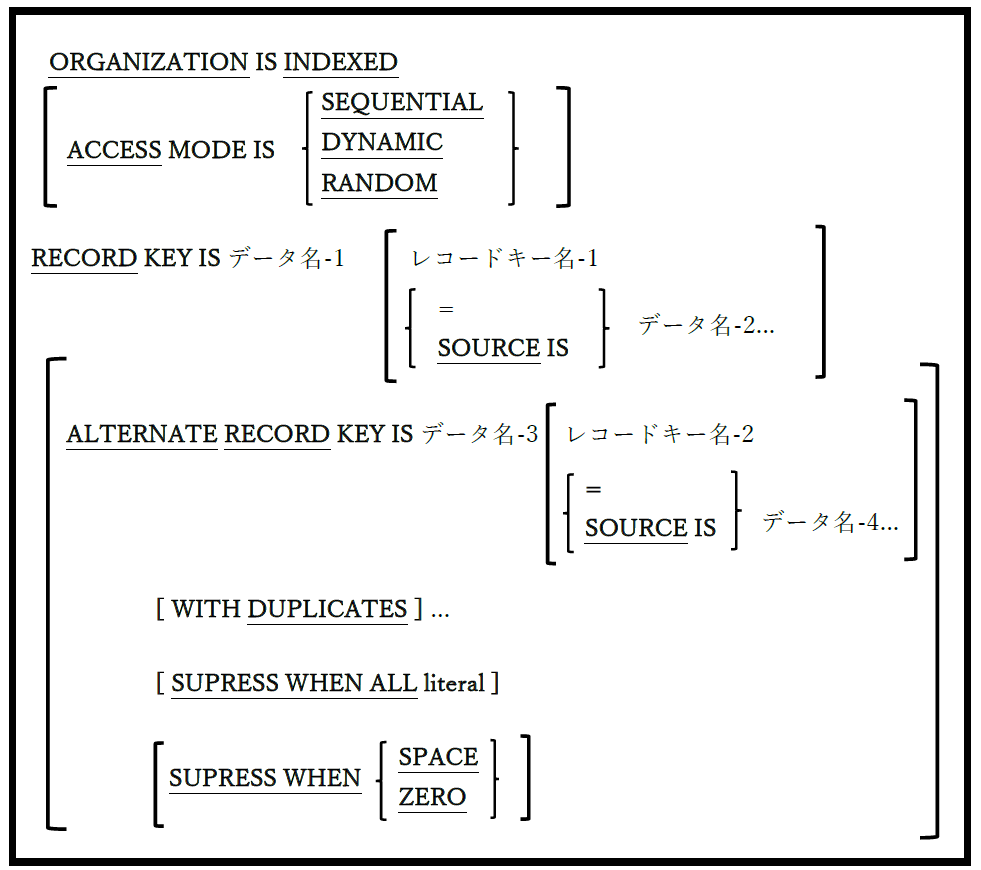 ORGANIZATION IS INDEXED
SEQUENTIAL
ACCESS MODE IS
DYNAMIC
RANDOM
RECORD KEY IS データ名-1
レコードキー名-1
=
SOURCE IS
データ名-2...
ALTERNATE RECORD KEY IS データ名-3
レコードキー名-2
=
SOURCE IS
データ名-4...
[ WITH DUPLICATES ] ...
[ SUPRESS WHEN ALL literal ]
SUPRESS WHEN
SPACE
ZERO